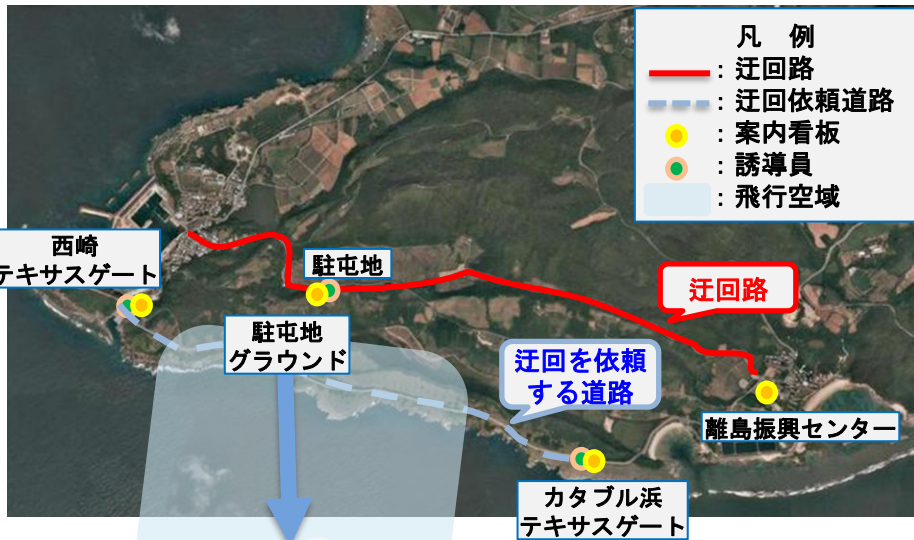 凡 例
: 迂回路
: 迂回依頼道路
: 案内看板
: 誘導員
: 飛行空域
西崎
テキサスゲート
駐屯地
迂回路
駐屯地
グラウンド
迂回を依頼
する道路
離島振興センター
カタブル浜
テキサスゲート